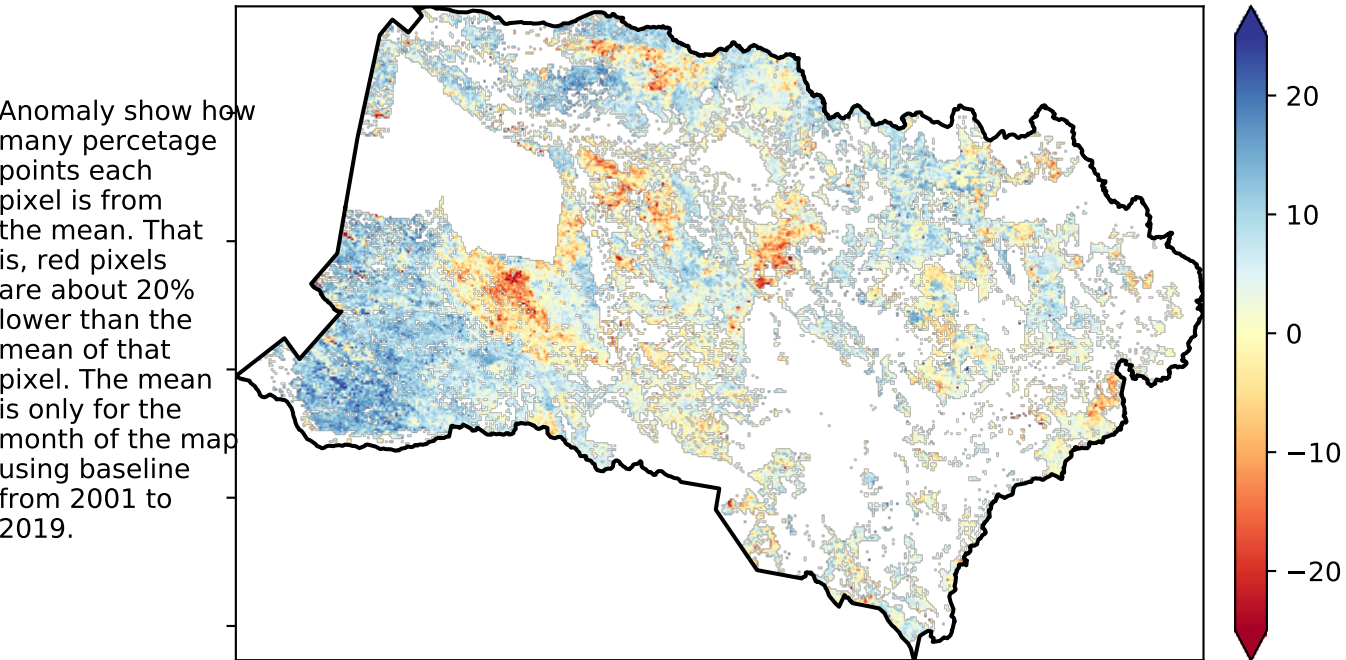 Anomaly show how
many percetage
points each
pixel is from
the mean. That
is, red pixels
are about 20%
lower than the
mean of that
pixel. The mean
is only for the
month of the map
using baseline
from 2001 to
2019.
20
10
0
−10
−20